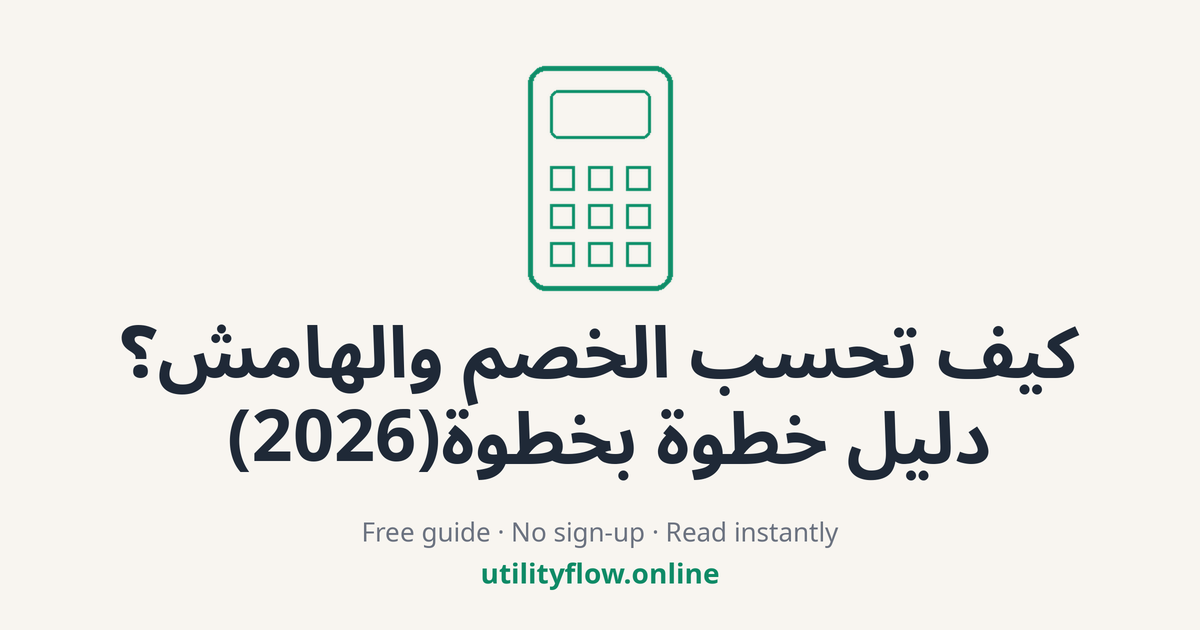 كيف تحسب الخصم والهامش؟
دليل خطوة بخطوة(2026)
Free guide · No sign-up · Read instantly
utilityflow.online